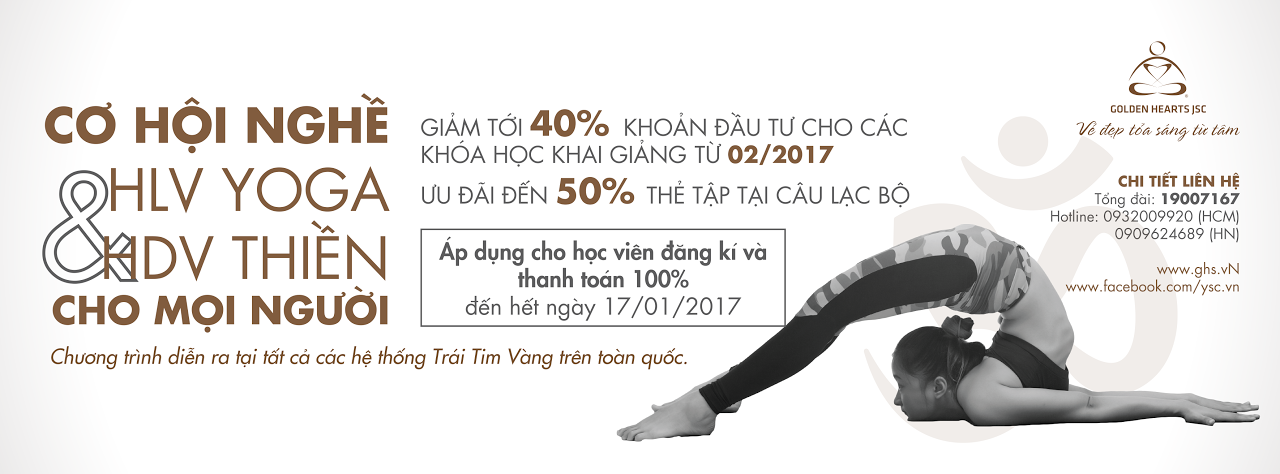 CƠ HỘI NGHỀ
HLV YOGA
&
HDV THIỀN
CHO MỌI NGƯỜI
Chương trình diễn ra tại tất cả các hệ thống Trái Tim Vàng trên toàn quốc.
GIẢM TỚI 40% KHOẢN ĐẦU TƯ CHO CÁC
KHÓA HỌC KHAI GIẢNG TỪ 02/2017
ƯU ĐÃI ĐẾN 50% THẺ TẬP TẠI CÂU LẠC BỘ
Áp dụng cho học viên đăng kí và
thanh toán 100%
đến hết ngày 17/01/2017
GOLDEN HEARTS JSC
Vẻ đẹp tỏa sáng từ tâm
CHI TIẾT LIÊN HỆ
Tổng đài: 19007167
Hotline: 0932009920 (HCM)
0909624689 (HN)
www.ghs.vN
www.facebook.com/ysc.vn